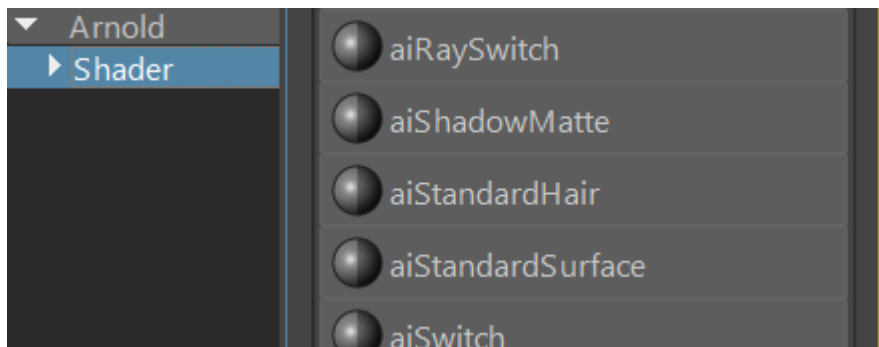 Arnold
Shader
aiRaySwitch
aiShadowMatte
aiStandardHair
aiStandardSurface
aiSwitch